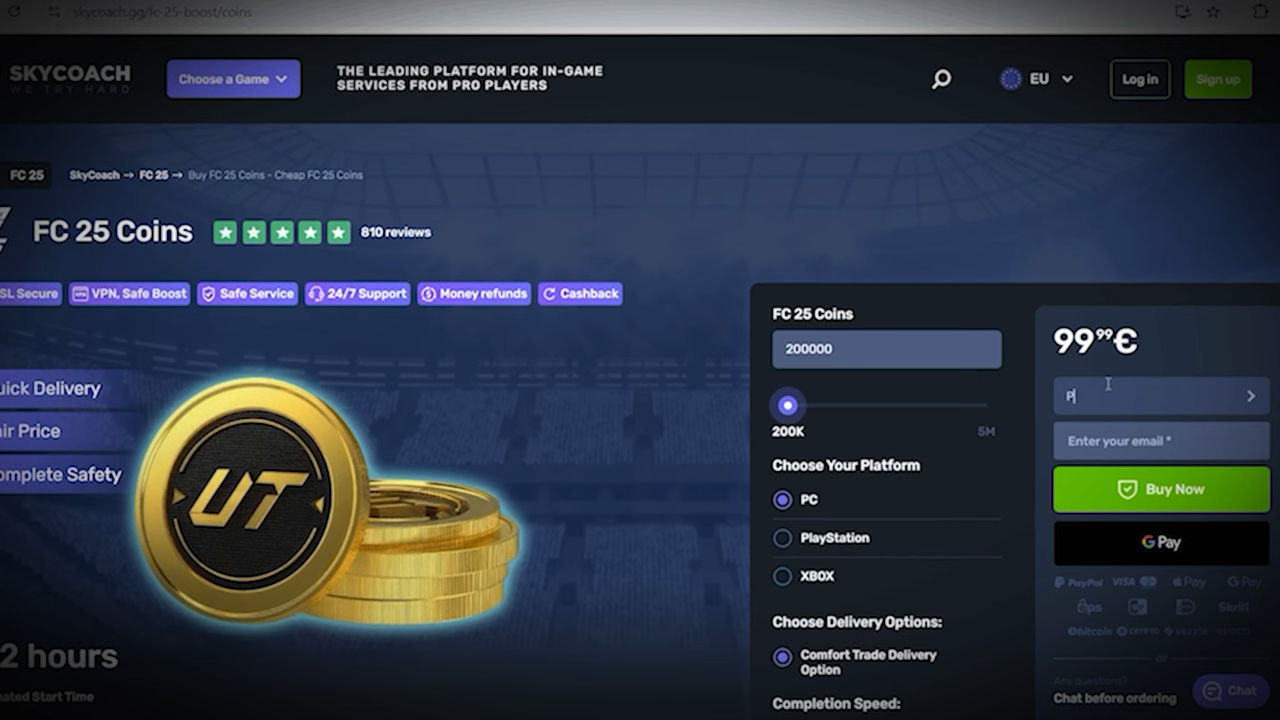 skycoach.gg/fc-25-boost/coins
SKYCOACH
WE TRY HARD
Choose a Game
THE LEADING PLATFORM FOR IN-GAME
SERVICES FROM PRO PLAYERS
EU
Log in
Sign up
FC 25
SkyCoach → FC 25 → Buy FC 25 Coins - Cheap FC 25 Coins
FC 25 Coins
810 reviews
SL Secure
VPN, Safe Boost
Safe Service
24/7 Support
Money refunds
Cashback
uick Delivery
air Price
omplete Safety
UT
2 hours
ated Start Time
FC 25 Coins
200000
200K
5M
Choose Your Platform
PC
PlayStation
XBOX
Choose Delivery Options:
Comfort Trade Delivery
Option
Completion Speed:
99⁹⁹€
P
Enter your email *
Buy Now
G Pay
PayPal
VISA
Pay
G Pay
Skrill
bitcoin
CRYPTO
or
Any questions?
Chat before ordering
Chat